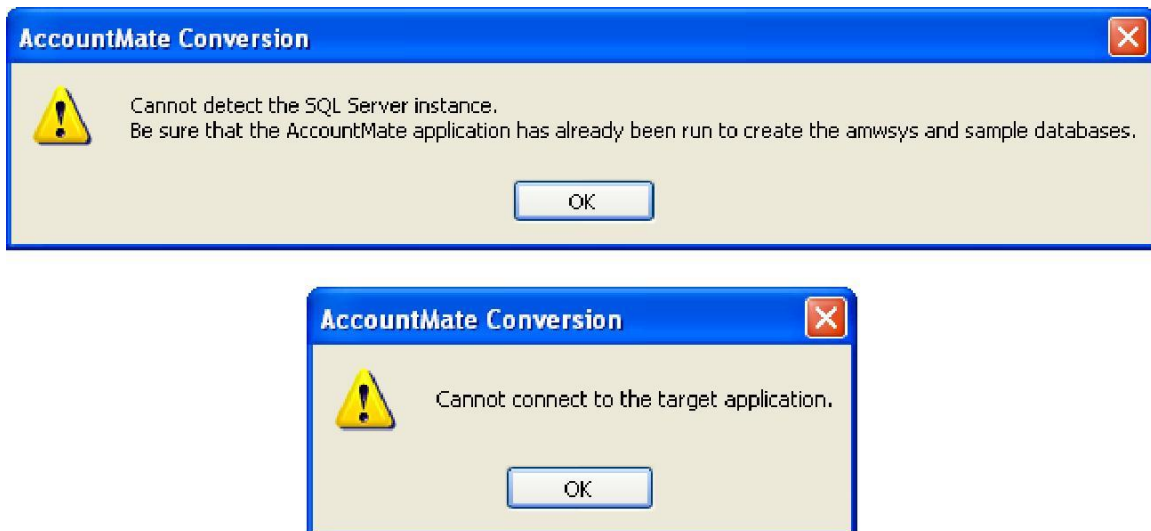 AccountMate Conversion
Cannot detect the SQL Server instance.
Be sure that the AccountMate application has already been run to create the amwsys and sample databases.
OK
AccountMate Conversion
Cannot connect to the target application.
OK